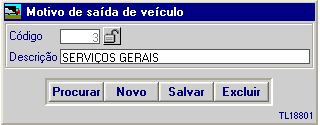 Motivo de saída de veículo
Código 3
Descrição SERVIÇOS GERAIS
Procurar Novo Salvar Excluir
TL18801